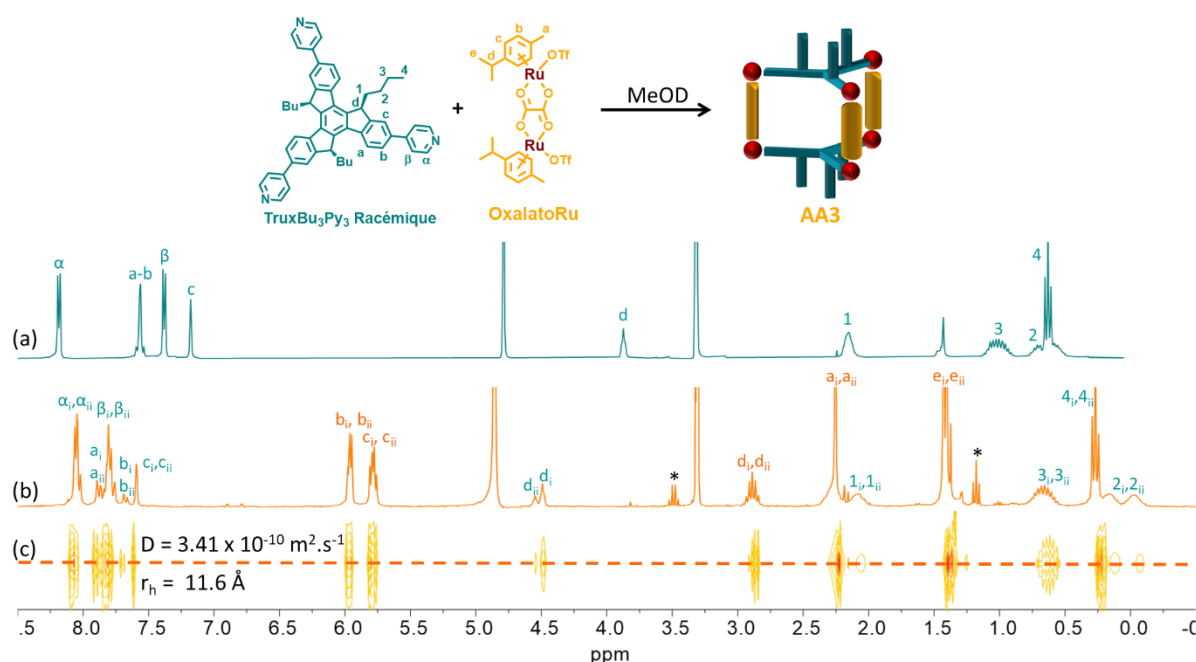 N
N
N
Bu
Bu
1
2
3
4
d
c
a
b
β
α
TruxBu₃Py₃ Racémique
+
c
b
a
e
d
Ru
OTf
O
O
O
O
Ru
OTf
OxalatoRu
MeOD
AA3
(a)
α
a-b
β
c
d
1
3
2
4
(b)
αᵢ,αᵢᵢ
aᵢ
aᵢᵢ
βᵢ,βᵢᵢ
bᵢ
bᵢᵢ
cᵢ,cᵢᵢ
bᵢ, bᵢᵢ
cᵢ, cᵢᵢ
dᵢᵢ
dᵢ
*
dᵢ,dᵢᵢ
aᵢ,aᵢᵢ
1ᵢ,1ᵢᵢ
eᵢ,eᵢᵢ
*
3ᵢ,3ᵢᵢ
4ᵢ,4ᵢᵢ
2ᵢ,2ᵢᵢ
(c)
D = 3.41 x 10⁻¹⁰ m².s⁻¹
rₕ = 11.6 Å
.5 8.0 7.5 7.0 6.5 6.0 5.5 5.0 4.5 4.0 3.5 3.0 2.5 2.0 1.5 1.0 0.5 0.0 -0
ppm